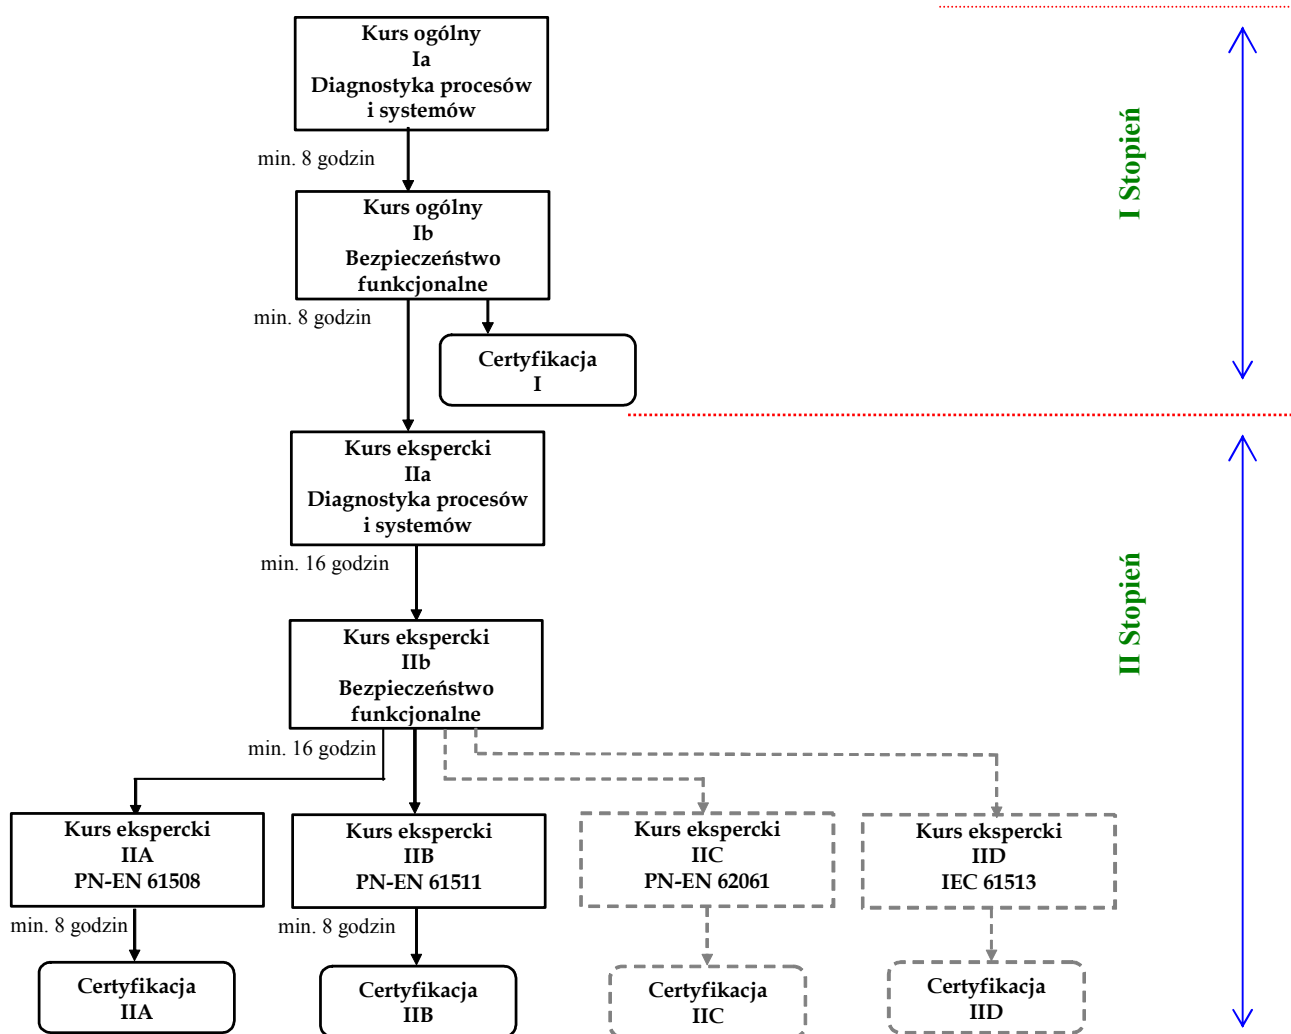 Kurs ogólny
Ia
Diagnostyka procesów
i systemów
min. 8 godzin
I Stopień
Kurs ogólny
Ib
Bezpieczeństwo
funkcjonalne
min. 8 godzin
Certyfikacja
I
Kurs ekspercki
IIa
Diagnostyka procesów
i systemów
min. 16 godzin
II Stopień
Kurs ekspercki
IIb
Bezpieczeństwo
funkcjonalne
min. 16 godzin
Kurs ekspercki
IIA
PN-EN 61508
Kurs ekspercki
IIB
PN-EN 61511
Kurs ekspercki
IIC
PN-EN 62061
Kurs ekspercki
IID
IEC 61513
min. 8 godzin
min. 8 godzin
Certyfikacja
IIA
Certyfikacja
IIB
Certyfikacja
IIC
Certyfikacja
IID